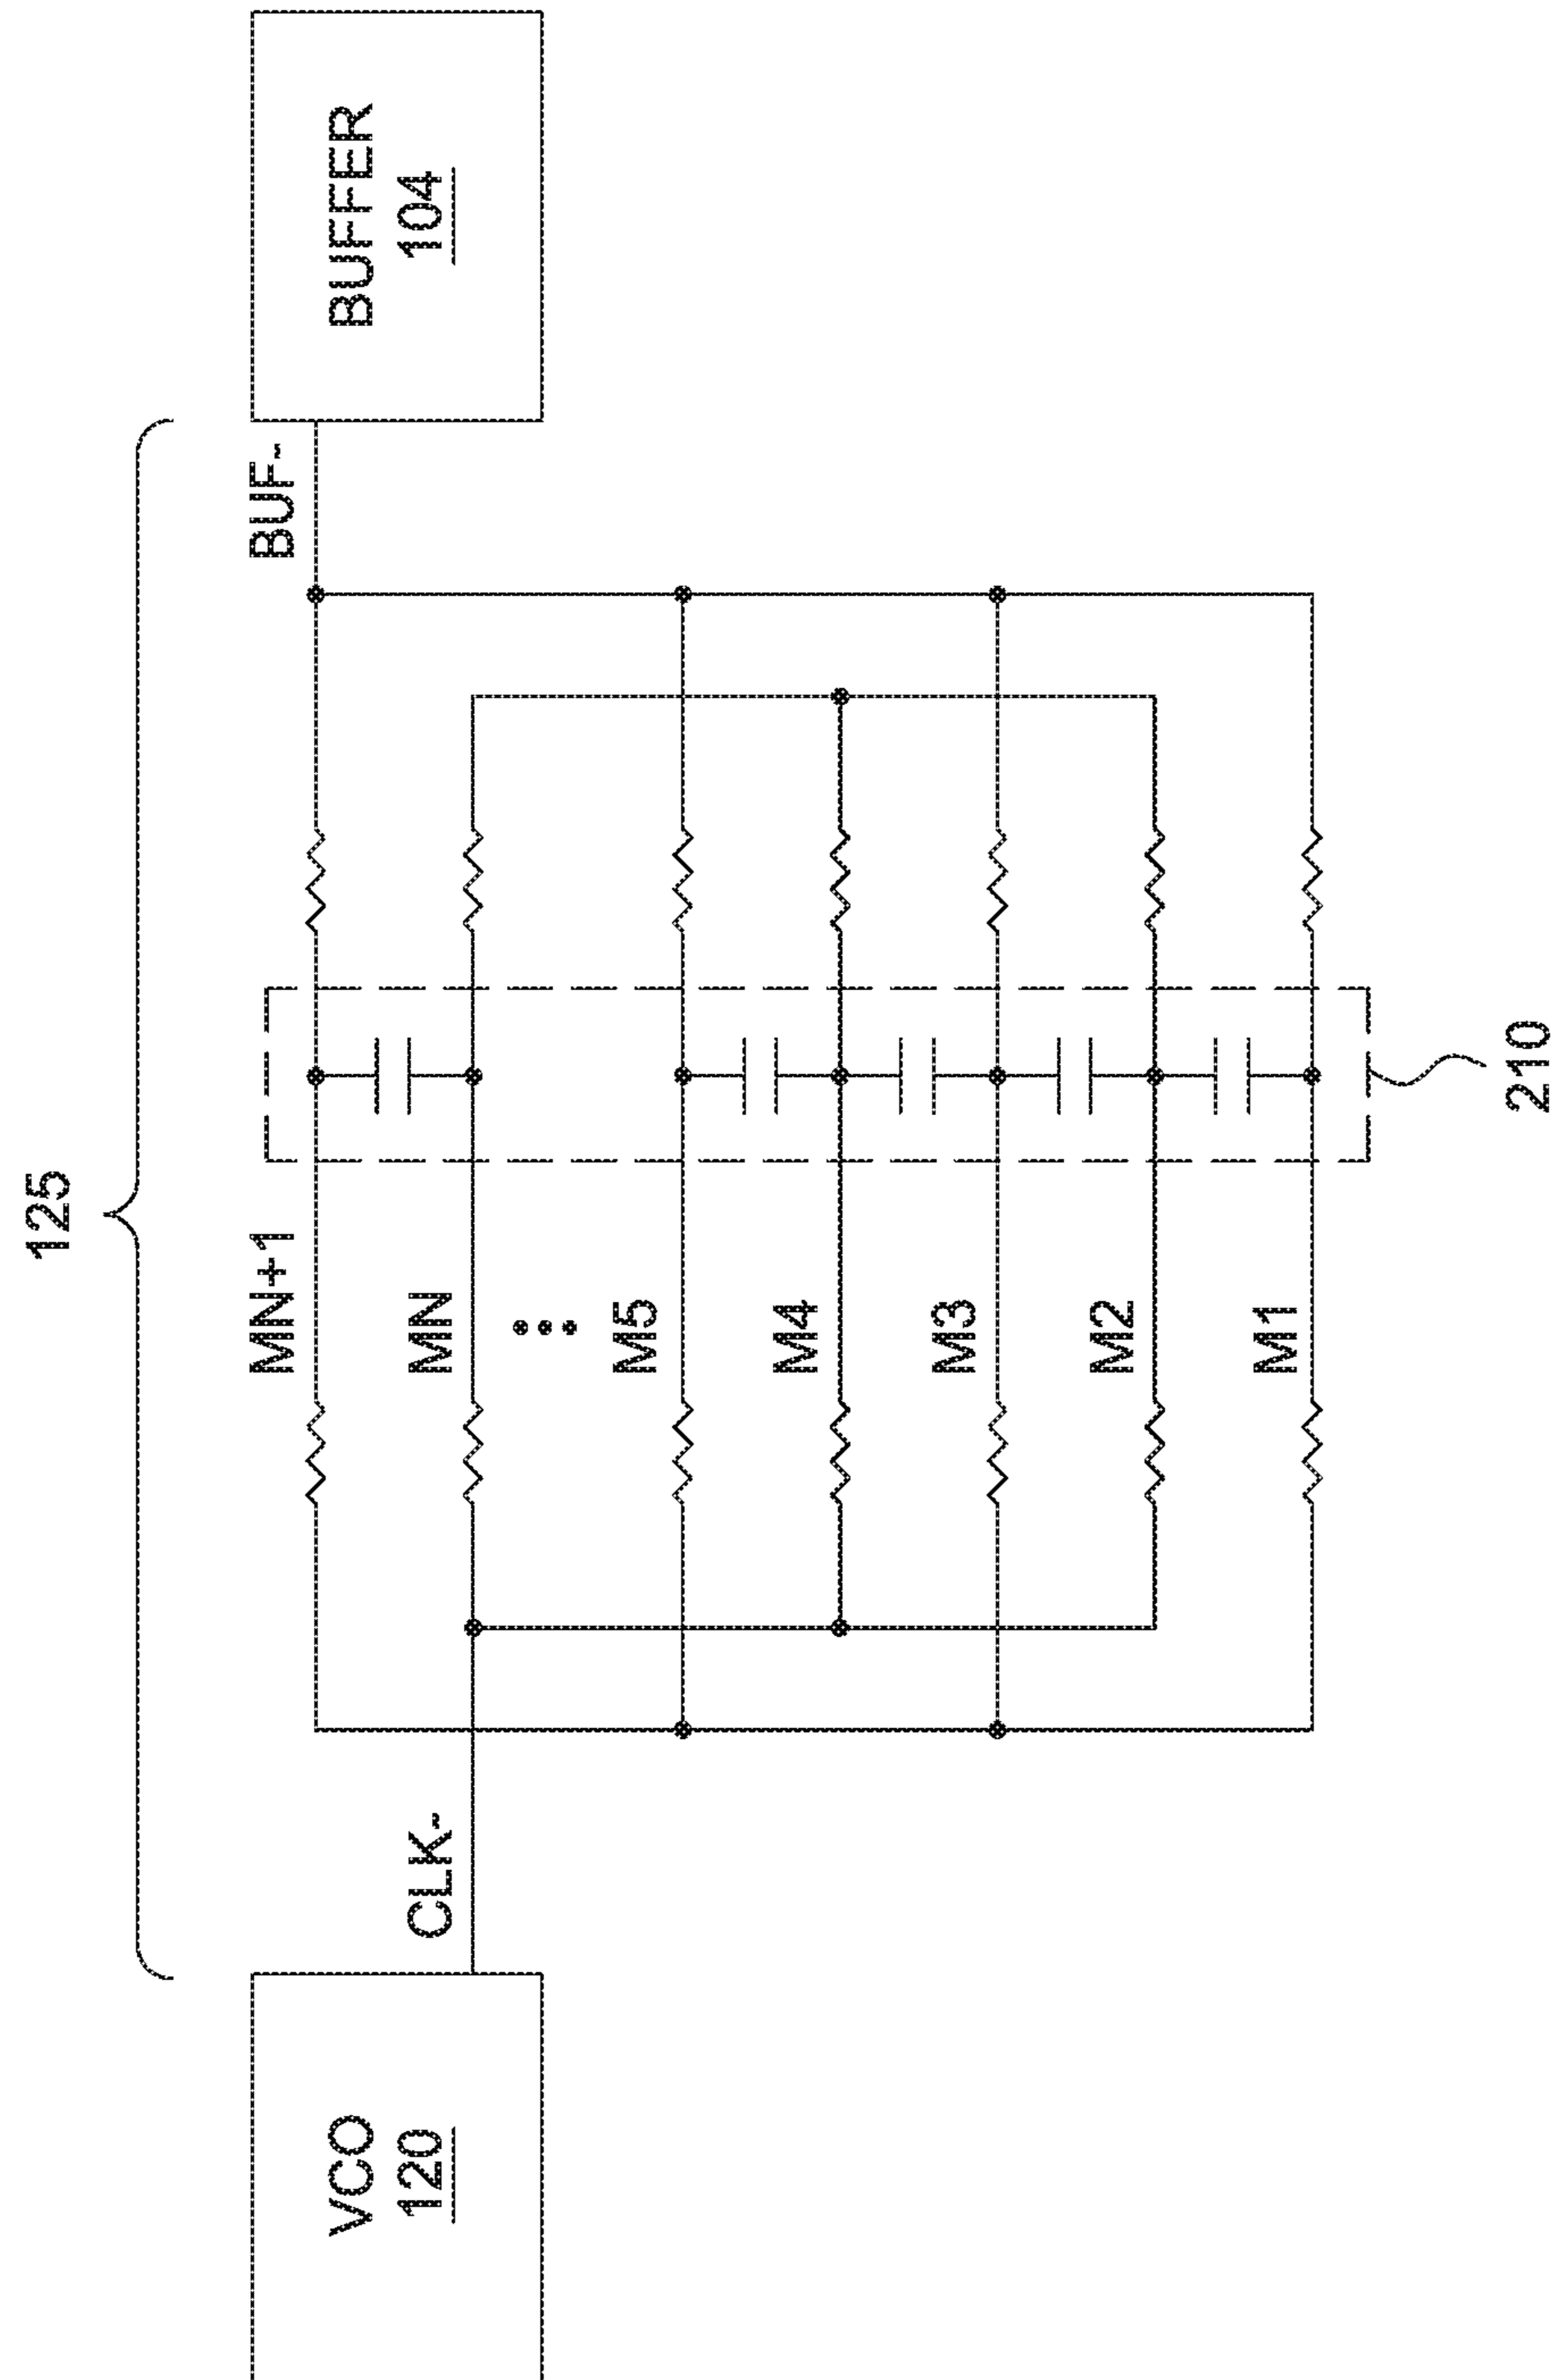 125
VCO
120
CLK-
MN+1
MN
M5
M4
M3
M2
M1
BUF-
BUFFER
104
210